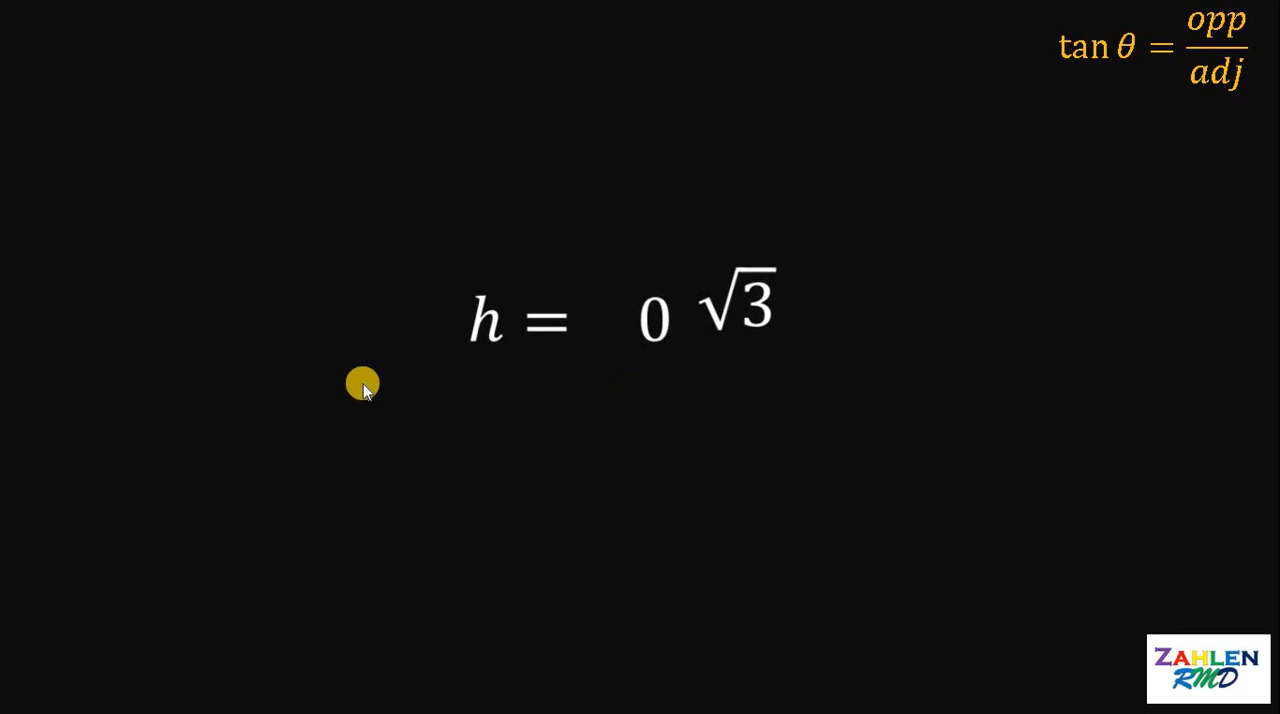 tan θ = opp/adj
h = 0 √3
ZAHLEN
RMD